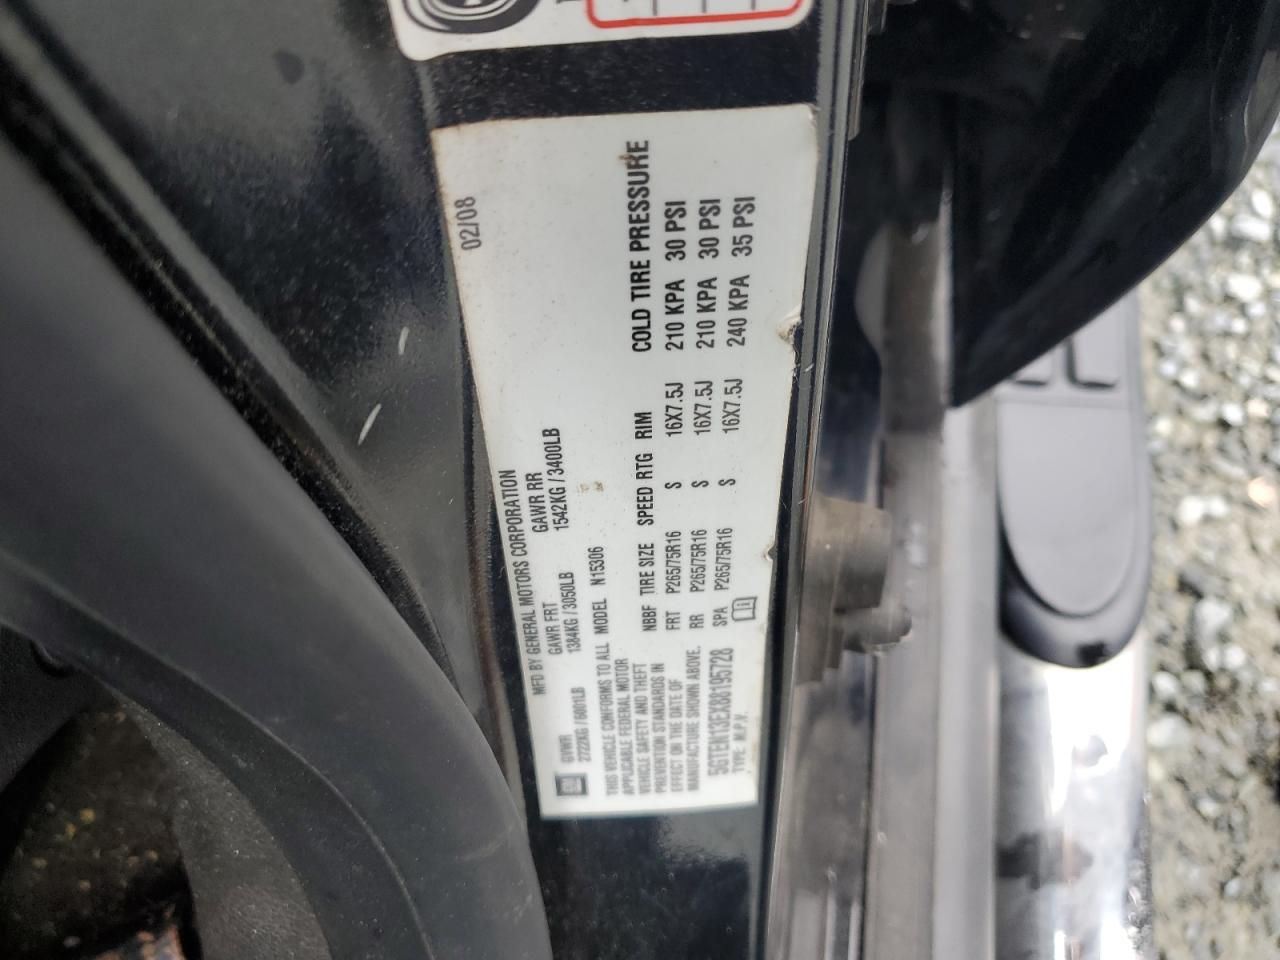 02/08
MFD BY GENERAL MOTORS CORPORATION
GVWR GAWR FRT GAWR RR
2722KG / 6001LB 1384KG / 3050LB 1542KG / 3400LB
THIS VEHICLE CONFORMS TO ALL
APPLICABLE FEDERAL MOTOR
VEHICLE SAFETY AND THEFT
PREVENTION STANDARDS IN
EFFECT ON THE DATE OF
MANUFACTURE SHOWN ABOVE.
5GTEN13EX88195728
TYPE M.P.V.
MODEL N15306
NBBF TIRE SIZE SPEED RTG RIM COLD TIRE PRESSURE
FRT P265/75R16 S 16X7.5J 210 KPA 30 PSI
RR P265/75R16 S 16X7.5J 210 KPA 30 PSI
SPA P265/75R16 S 16X7.5J 240 KPA 35 PSI